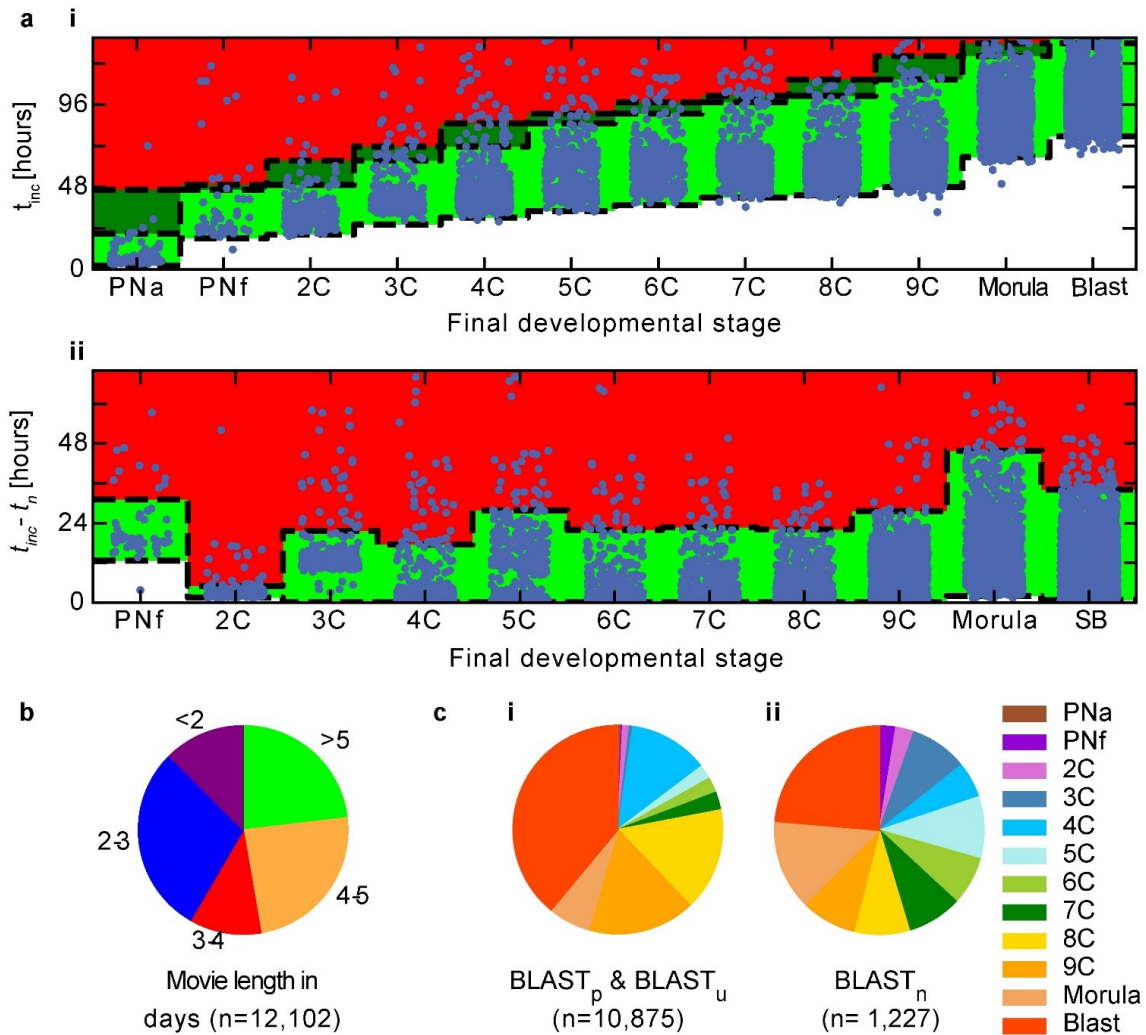 a i
t_inc [hours]
96
48
0
PNa PNf 2C 3C 4C 5C 6C 7C 8C 9C Morula Blast
Final developmental stage
ii
t_inc - t_n [hours]
48
24
0
PNf 2C 3C 4C 5C 6C 7C 8C 9C Morula SB
Final developmental stage
b
<2
>5
2-3
4-5
3-4
Movie length in
days (n=12,102)
c i
BLAST_p & BLAST_u
(n=10,875)
ii
BLAST_n
(n= 1,227)
PNa
PNf
2C
3C
4C
5C
6C
7C
8C
9C
Morula
Blast